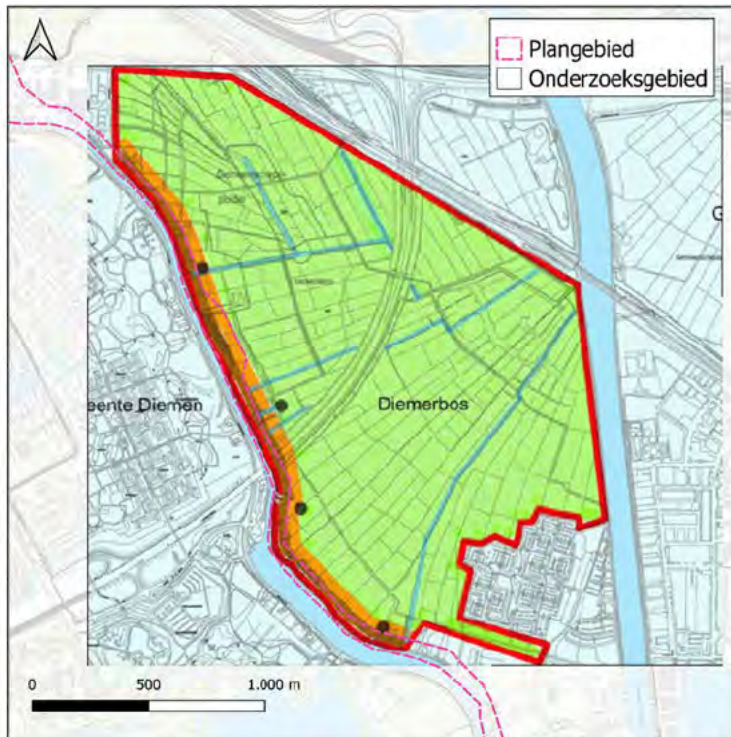 Plangebied
Onderzoeksgebied
G
eente Diemen
Diemerbos
0 500 1.000 m